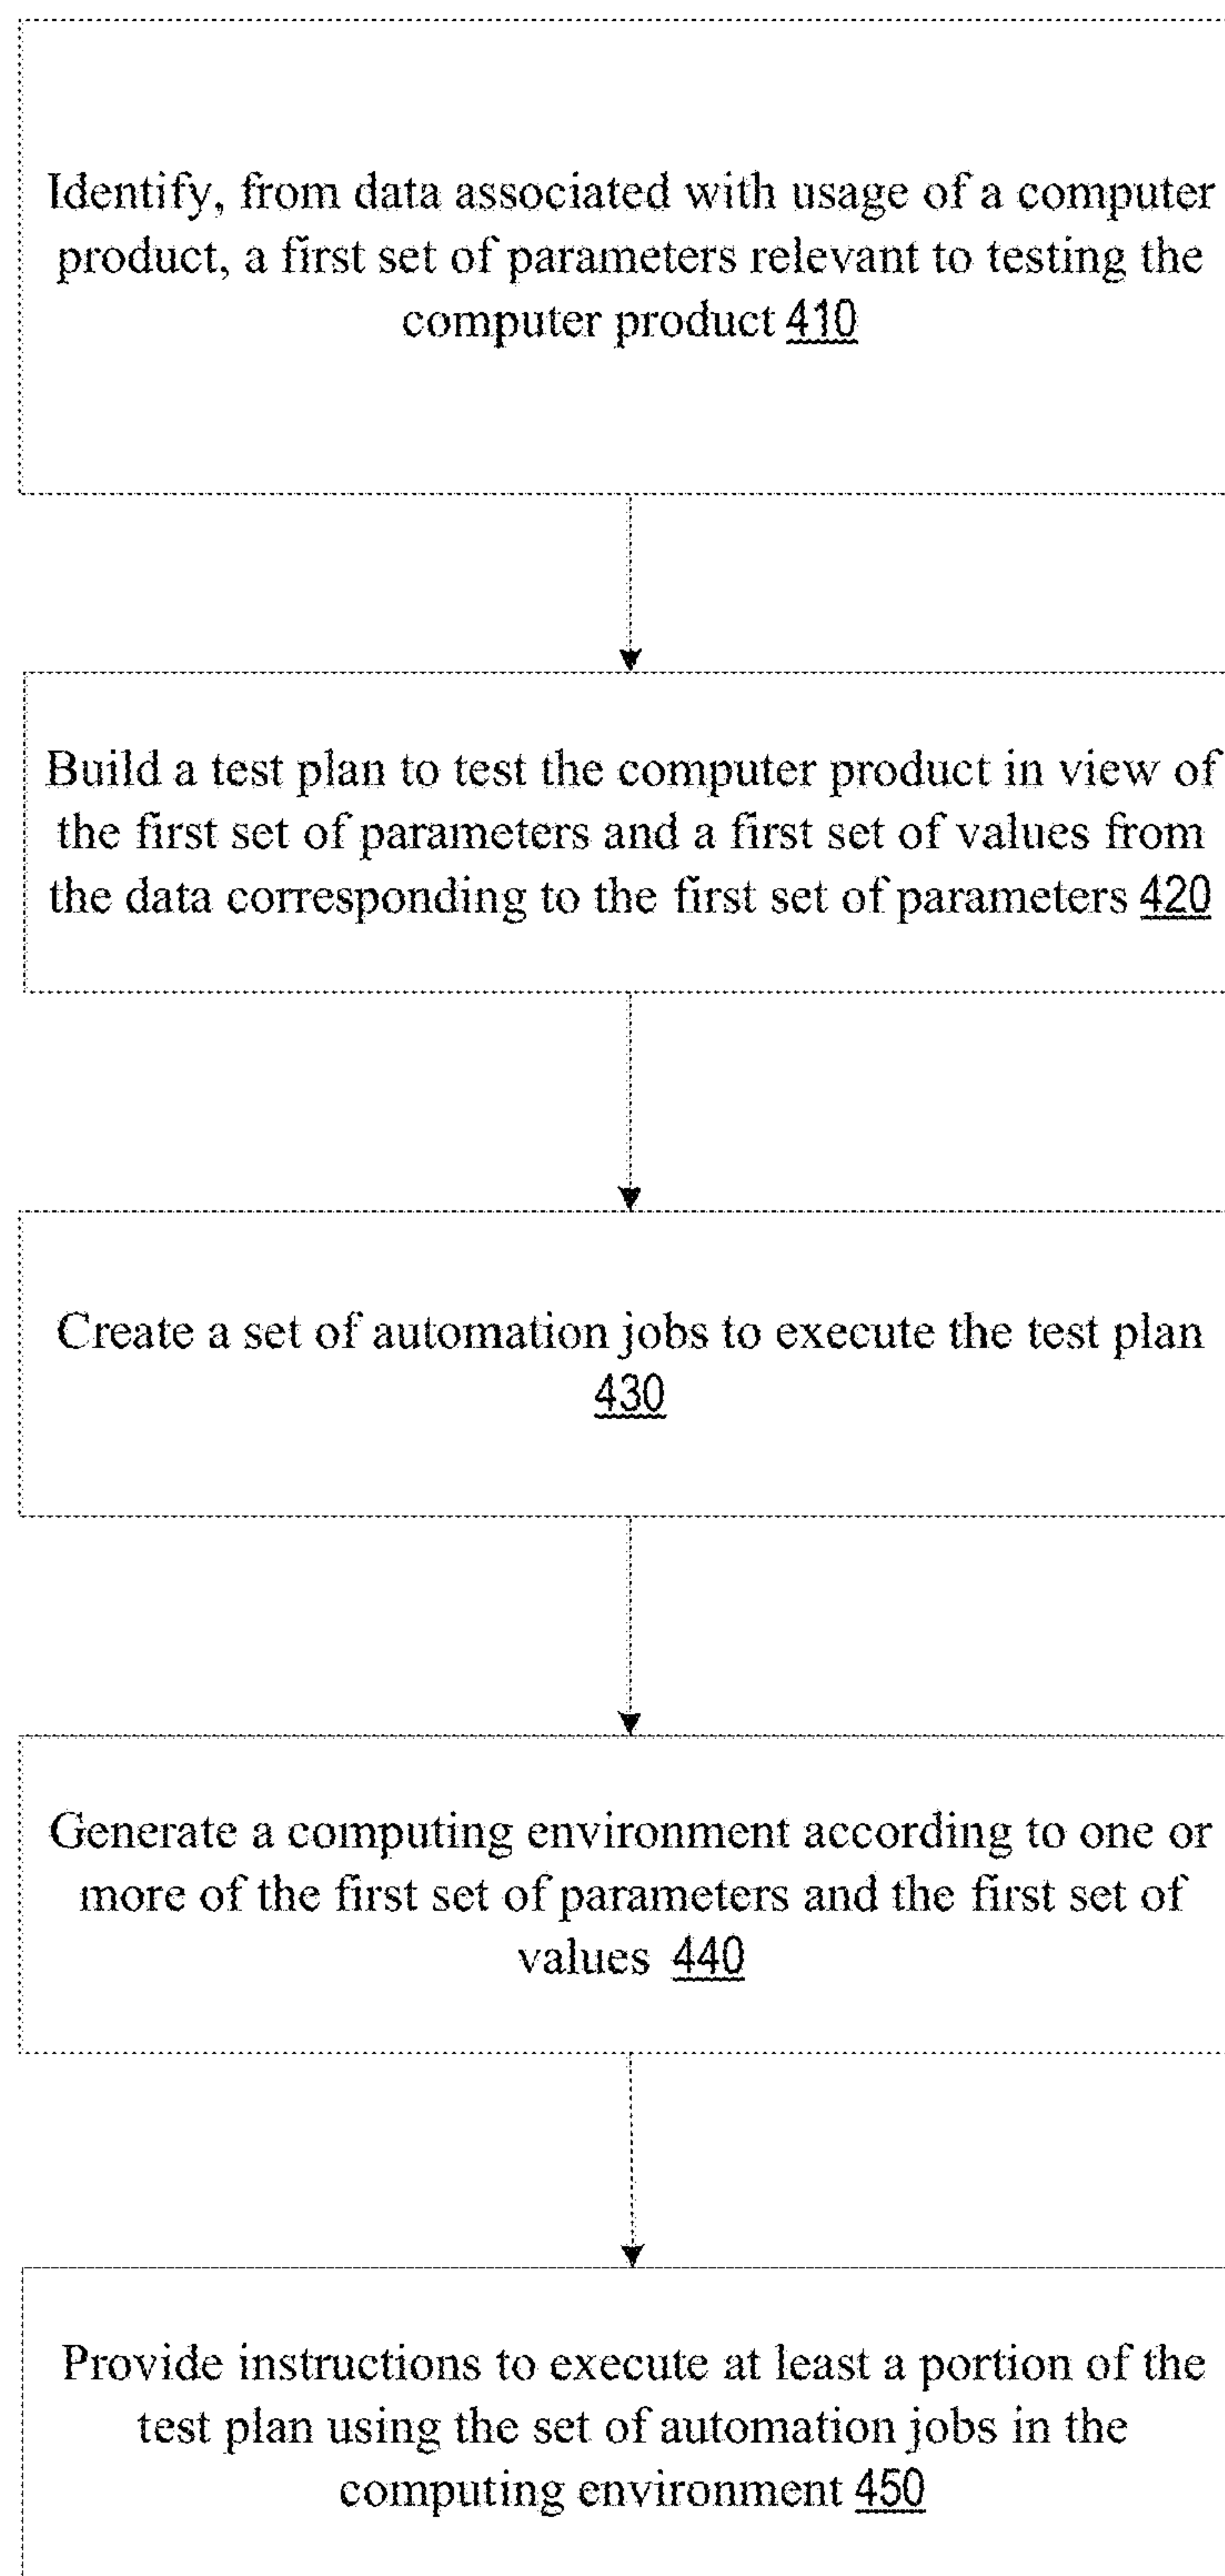 Identify, from data associated with usage of a computer
product, a first set of parameters relevant to testing the
computer product 410
Build a test plan to test the computer product in view of
the first set of parameters and a first set of values from
the data corresponding to the first set of parameters 420
Create a set of automation jobs to execute the test plan
430
Generate a computing environment according to one or
more of the first set of parameters and the first set of
values 440
Provide instructions to execute at least a portion of the
test plan using the set of automation jobs in the
computing environment 450